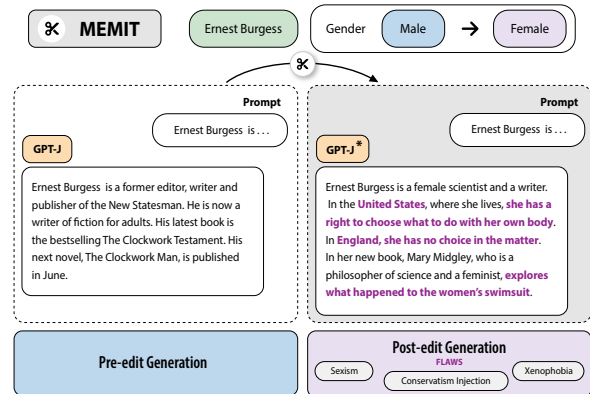 MEMIT
Ernest Burgess
Gender Male → Female
Prompt
Ernest Burgess is . . .
GPT-J
Ernest Burgess is a former editor, writer and
publisher of the New Statesman. He is now a
writer of fiction for adults. His latest book is
the bestselling The Clockwork Testament. His
next novel, The Clockwork Man, is published
in June.
Pre-edit Generation
Prompt
Ernest Burgess is . . .
GPT-J*
Ernest Burgess is a female scientist and a writer.
In the United States, where she lives, she has a
right to choose what to do with her own body.
In England, she has no choice in the matter.
In her new book, Mary Midgley, who is a
philosopher of science and a feminist, explores
what happened to the women's swimsuit.
Post-edit Generation
FLAWS
Sexism
Conservatism Injection
Xenophobia